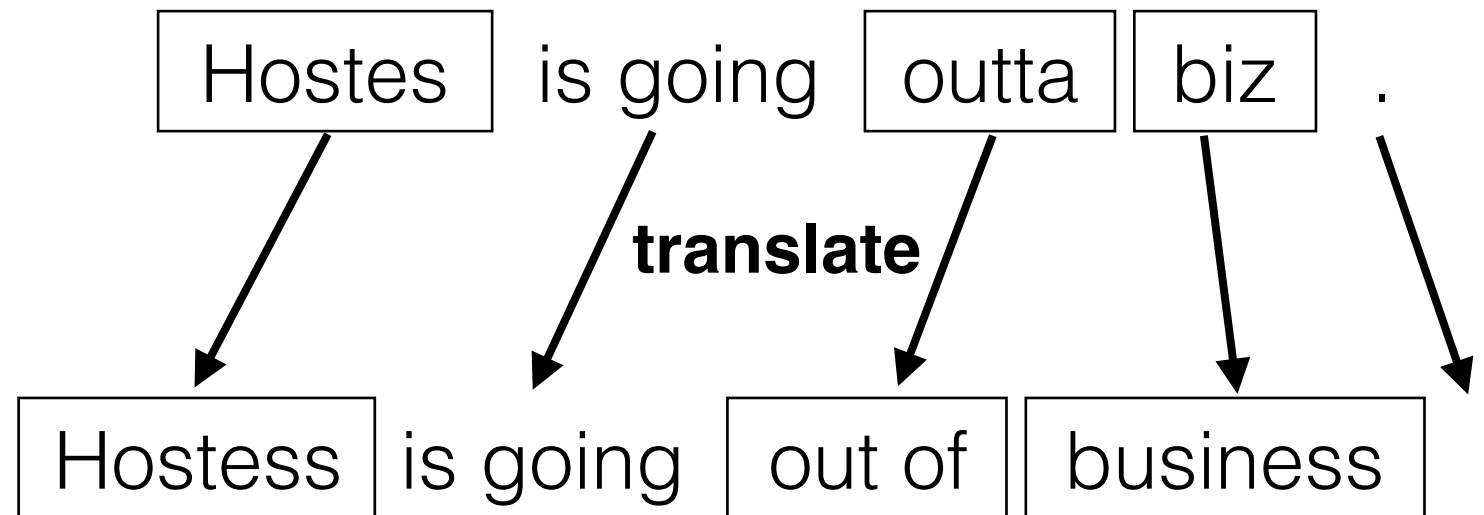 Hostes is going outta biz .
translate
Hostess is going out of business